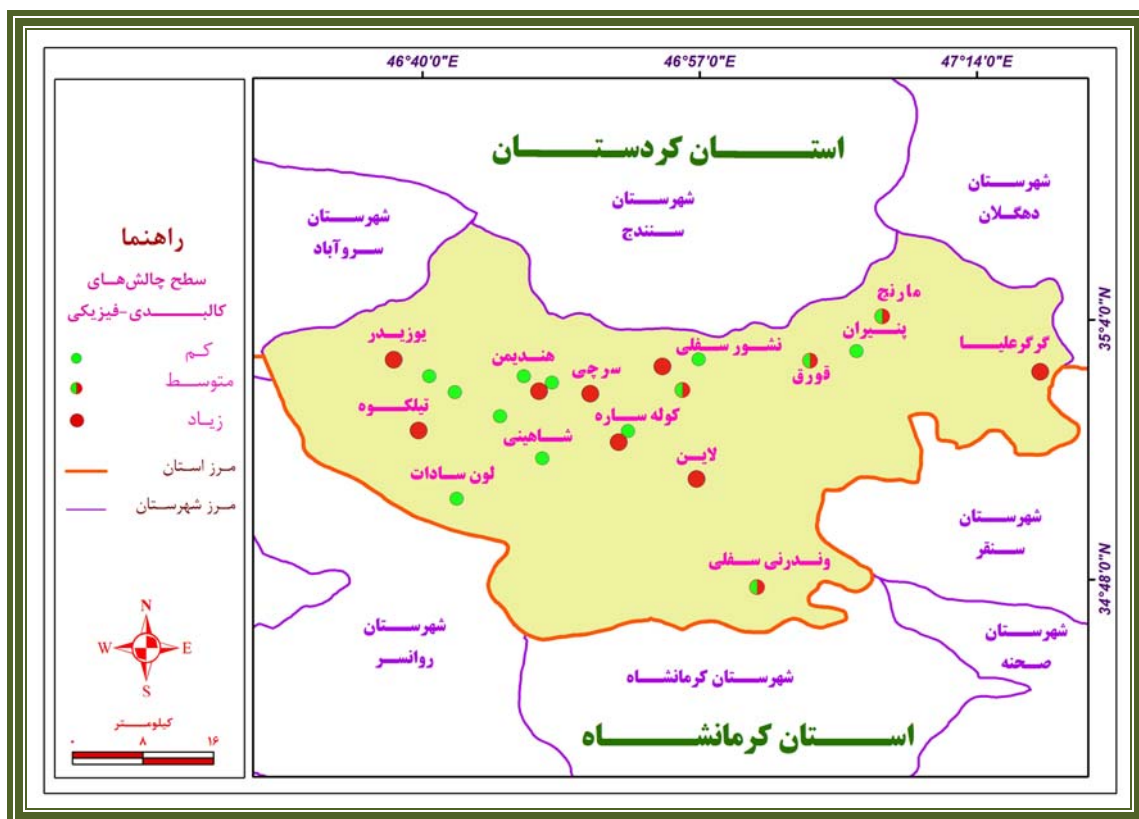 46°40'0"E
46°57'0"E
47°14'0"E
35°4'0"N
34°48'0"N
راهنما
سطح چالش‌های
کالبدی-فیزیکی
کم
متوسط
زیاد
مرز استان
مرز شهرستان
N
W
E
S
کیلومتر
۰ ۸ ۱۶
استان کردستان
شهرستان
دهگلان
شهرستان
سنندج
شهرستان
سروآباد
مارنج
پنیران
گرگرعلیا
قورق
نشور سفلی
هندیمن
سرچی
یوزیدر
تیلکوه
کوله ساره
شاهینی
لاین
لون سادات
وندرنی سفلی
شهرستان
سنقر
شهرستان
صحنه
شهرستان
روانسر
شهرستان کرمانشاه
استان کرمانشاه